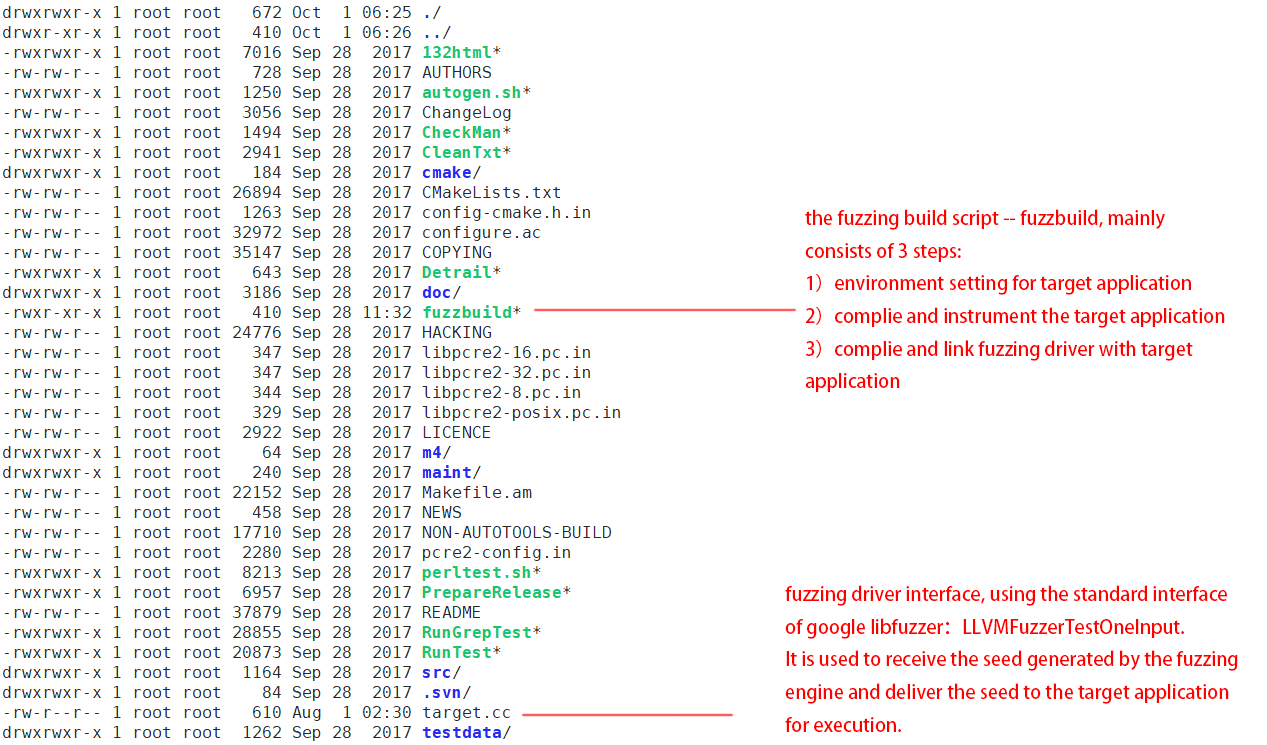 drwxrwxr-x 1 root root   672 Oct  1 06:25 ./
drwxr-xr-x 1 root root   410 Oct  1 06:26 ../
-rwxrwxr-x 1 root root  7016 Sep 28  2017 132html*
-rw-rw-r-- 1 root root   728 Sep 28  2017 AUTHORS
-rwxrwxr-x 1 root root  1250 Sep 28  2017 autogen.sh*
-rw-rw-r-- 1 root root  3056 Sep 28  2017 ChangeLog
-rwxrwxr-x 1 root root  1494 Sep 28  2017 CheckMan*
-rwxrwxr-x 1 root root  2941 Sep 28  2017 CleanTxt*
drwxrwxr-x 1 root root   184 Sep 28  2017 cmake/
-rw-rw-r-- 1 root root 26894 Sep 28  2017 CMakeLists.txt
-rw-rw-r-- 1 root root  1263 Sep 28  2017 config-cmake.h.in
-rw-rw-r-- 1 root root 32972 Sep 28  2017 configure.ac
-rw-rw-r-- 1 root root 35147 Sep 28  2017 COPYING
-rwxrwxr-x 1 root root   643 Sep 28  2017 Detrail*
drwxrwxr-x 1 root root  3186 Sep 28  2017 doc/
-rwxr-xr-x 1 root root   410 Sep 28 11:32 fuzzbuild*
-rw-rw-r-- 1 root root 24776 Sep 28  2017 HACKING
-rw-rw-r-- 1 root root   347 Sep 28  2017 libpcre2-16.pc.in
-rw-rw-r-- 1 root root   347 Sep 28  2017 libpcre2-32.pc.in
-rw-rw-r-- 1 root root   344 Sep 28  2017 libpcre2-8.pc.in
-rw-rw-r-- 1 root root   329 Sep 28  2017 libpcre2-posix.pc.in
-rw-rw-r-- 1 root root  2922 Sep 28  2017 LICENCE
drwxrwxr-x 1 root root    64 Sep 28  2017 m4/
drwxrwxr-x 1 root root   240 Sep 28  2017 maint/
-rw-rw-r-- 1 root root 22152 Sep 28  2017 Makefile.am
-rw-rw-r-- 1 root root   458 Sep 28  2017 NEWS
-rw-rw-r-- 1 root root 17710 Sep 28  2017 NON-AUTOTOOLS-BUILD
-rw-rw-r-- 1 root root  2280 Sep 28  2017 pcre2-config.in
-rwxrwxr-x 1 root root  8213 Sep 28  2017 perltest.sh*
-rwxrwxr-x 1 root root  6957 Sep 28  2017 PrepareRelease*
-rw-rw-r-- 1 root root 37879 Sep 28  2017 README
-rwxrwxr-x 1 root root 28855 Sep 28  2017 RunGrepTest*
-rwxrwxr-x 1 root root 20873 Sep 28  2017 RunTest*
drwxrwxr-x 1 root root  1164 Sep 28  2017 src/
drwxrwxr-x 1 root root    84 Sep 28  2017 .svn/
-rw-r--r-- 1 root root   610 Aug  1 02:30 target.cc
drwxrwxr-x 1 root root  1262 Sep 28  2017 testdata/
the fuzzing build script -- fuzzbuild, mainly
consists of 3 steps:
1）environment setting for target application
2）complie and instrument the target application
3）complie and link fuzzing driver with target
application
fuzzing driver interface, using the standard interface
of google libfuzzer：LLVMFuzzerTestOneInput.
It is used to receive the seed generated by the fuzzing
engine and deliver the seed to the target application
for execution.